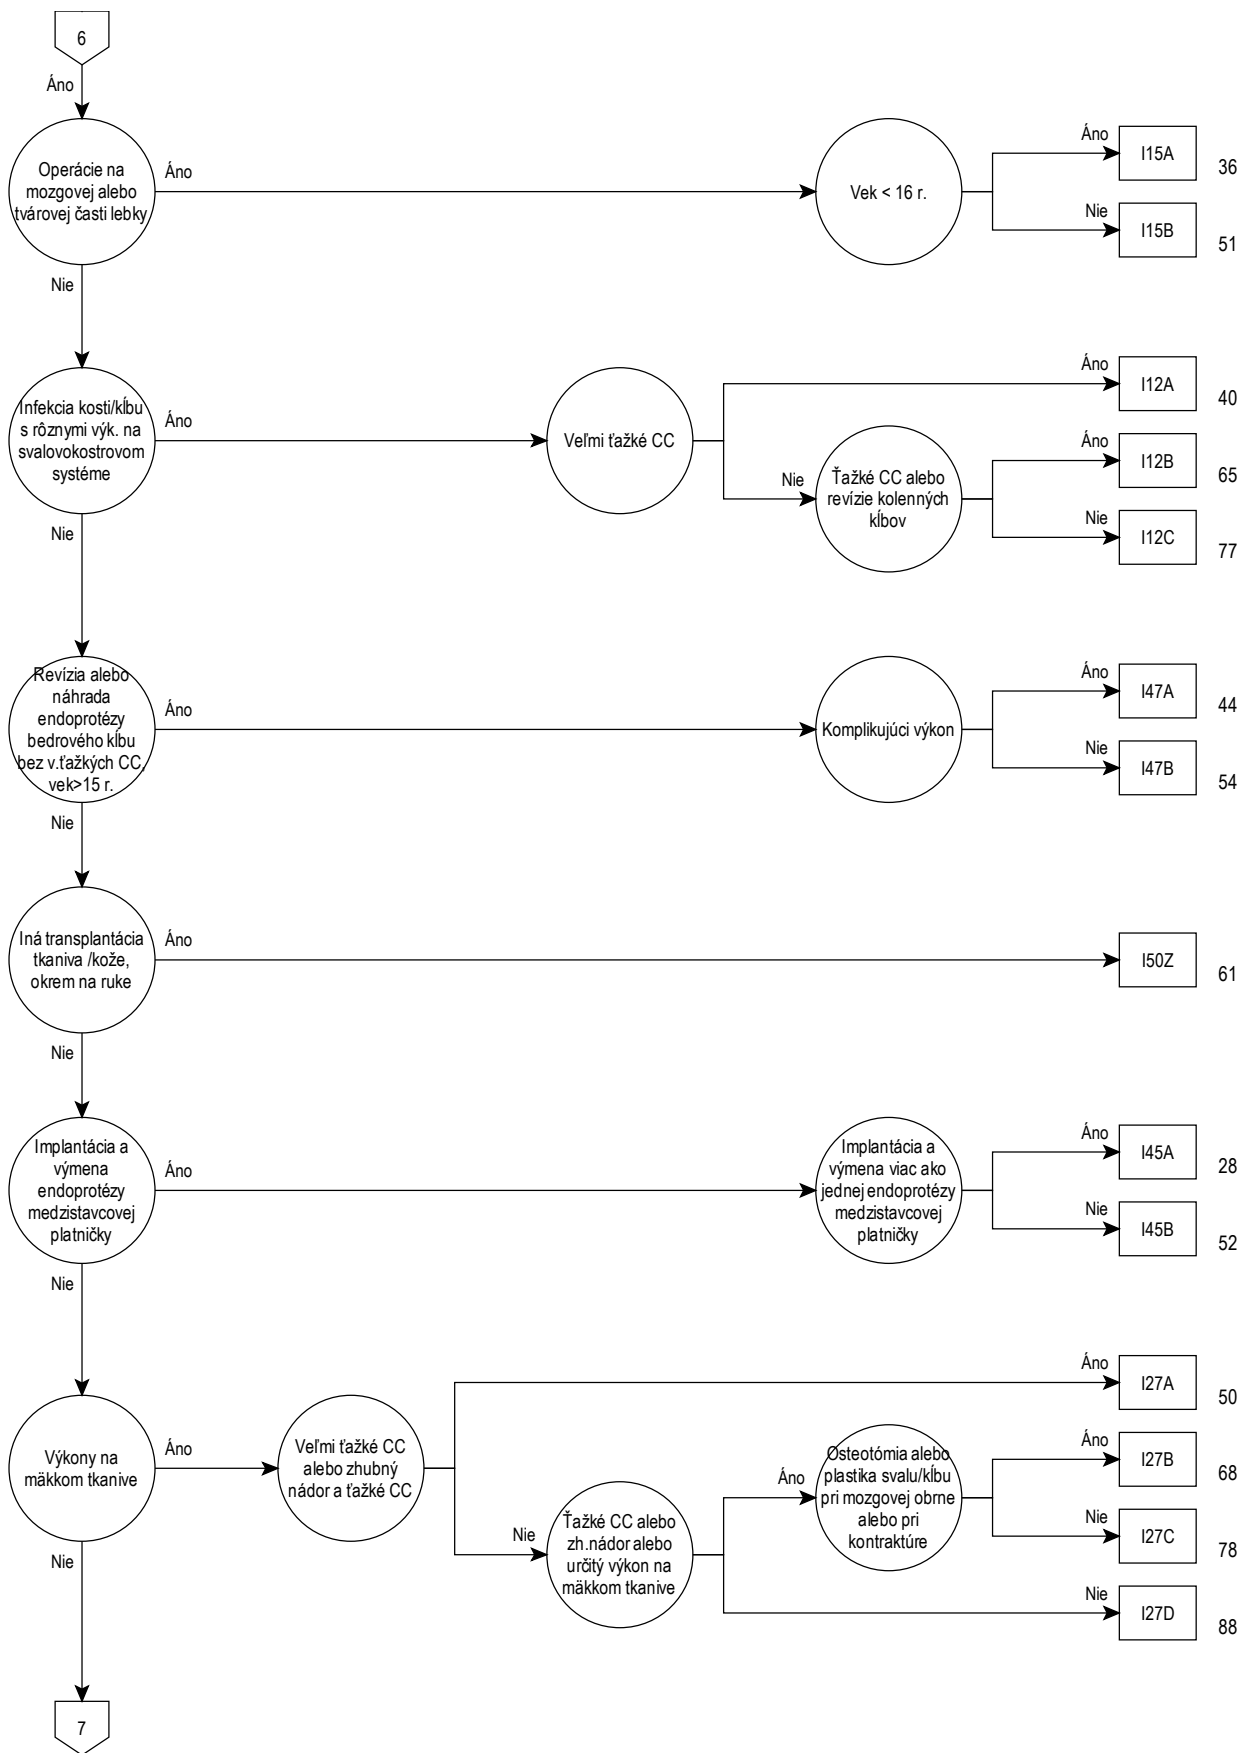 6
Áno
Operácie na
mozgovej alebo
tvárovej časti lebky
Áno
Vek < 16 r.
Áno
I15A
36
Nie
I15B
51
Nie
Infekcia kosti/kĺbu
s rôznymi výk. na
svalovokostrovom
systéme
Áno
Veľmi ťažké CC
Áno
I12A
40
Nie
Ťažké CC alebo
revízie kolenných
kĺbov
Áno
I12B
65
Nie
I12C
77
Nie
Revízia alebo
náhrada
endoprotézy
bedrového kĺbu
bez v.ťažkých CC,
vek>15 r.
Áno
Komplikujúci výkon
Áno
I47A
44
Nie
I47B
54
Nie
Iná transplantácia
tkaniva /kože,
okrem na ruke
Áno
I50Z
61
Nie
Implantácia a
výmena
endoprotézy
medzistavcovej
platničky
Áno
Implantácia a
výmena viac ako
jednej endoprotézy
medzistavcovej
platničky
Áno
I45A
28
Nie
I45B
52
Nie
Výkony na
mäkkom tkanive
Áno
Veľmi ťažké CC
alebo zhubný
nádor a ťažké CC
Áno
I27A
50
Nie
Ťažké CC alebo
zh.nádor alebo
určitý výkon na
mäkkom tkanive
Áno
Osteotómia alebo
plastika svalu/kĺbu
pri mozgovej obrne
alebo pri
kontraktúre
Áno
I27B
68
Nie
I27C
78
Nie
I27D
88
Nie
7